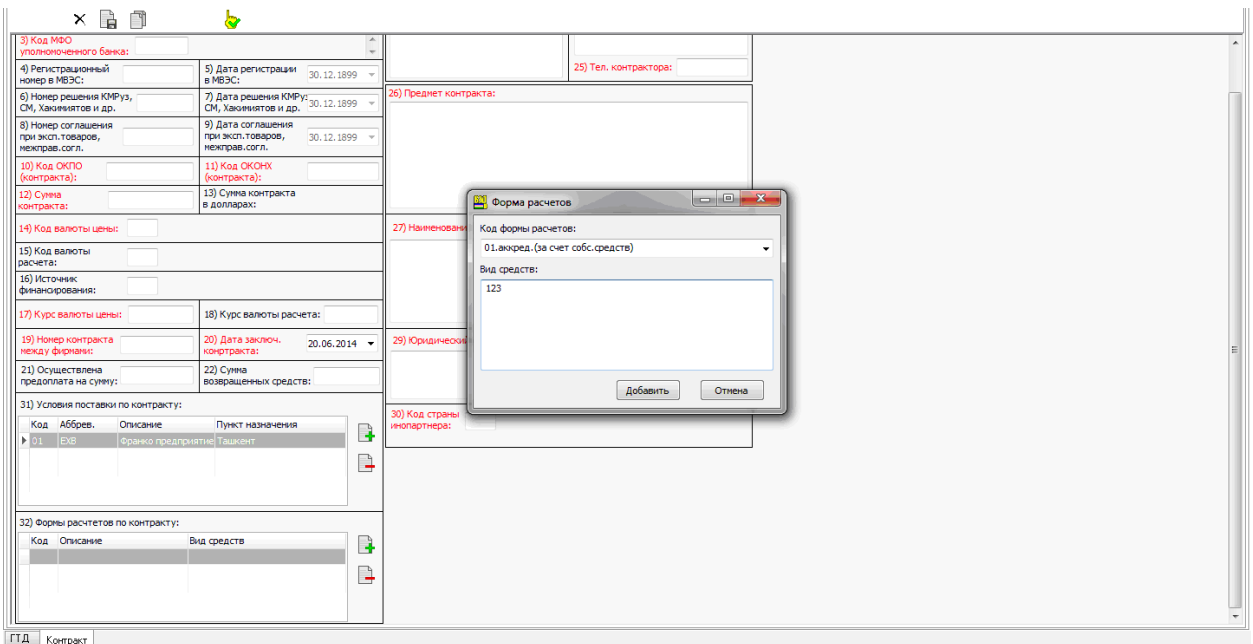 3) Код МФО
уполномоченного банка:
4) Регистрационный
номер в МВЭС:
5) Дата регистрации
в МВЭС:
30.12.1899
6) Номер решения КМРуз,
СМ, Хакимиятов и др.
7) Дата решения КМРу:
СМ, Хакимиятов и др.
30.12.1899
8) Номер соглашения
при эксп.товаров,
межправ.согл.
9) Дата соглашения
при эксп.товаров,
межправ.согл.
30.12.1899
10) Код ОКПО
(контракта):
11) Код ОКОНХ
(контракта):
12) Сумма
контракта:
13) Сумма контракта
в долларах:
14) Код валюты цены:
15) Код валюты
расчета:
16) Источник
финансирования:
17) Курс валюты цены:
18) Курс валюты расчета:
19) Номер контракта
между фирмами:
20) Дата заключ.
конртракта:
20.06.2014
21) Осуществлена
предоплата на сумму:
22) Сумма
возвращенных средств:
31) Условия поставки по контракту:
Код Аббрев. Описание Пункт назначения
01 EXB Франко предприятие Ташкент
32) Формы расчтетов по контракту:
Код Описание Вид средств
25) Тел. контрактора:
26) Предмет контракта:
27) Наименовани
29) Юридический
30) Код страны
инопартнера:
Форма расчетов
Код формы расчетов:
01.аккред.(за счет собс.средств)
Вид средств:
123
Добавить Отмена
ГТД Контракт